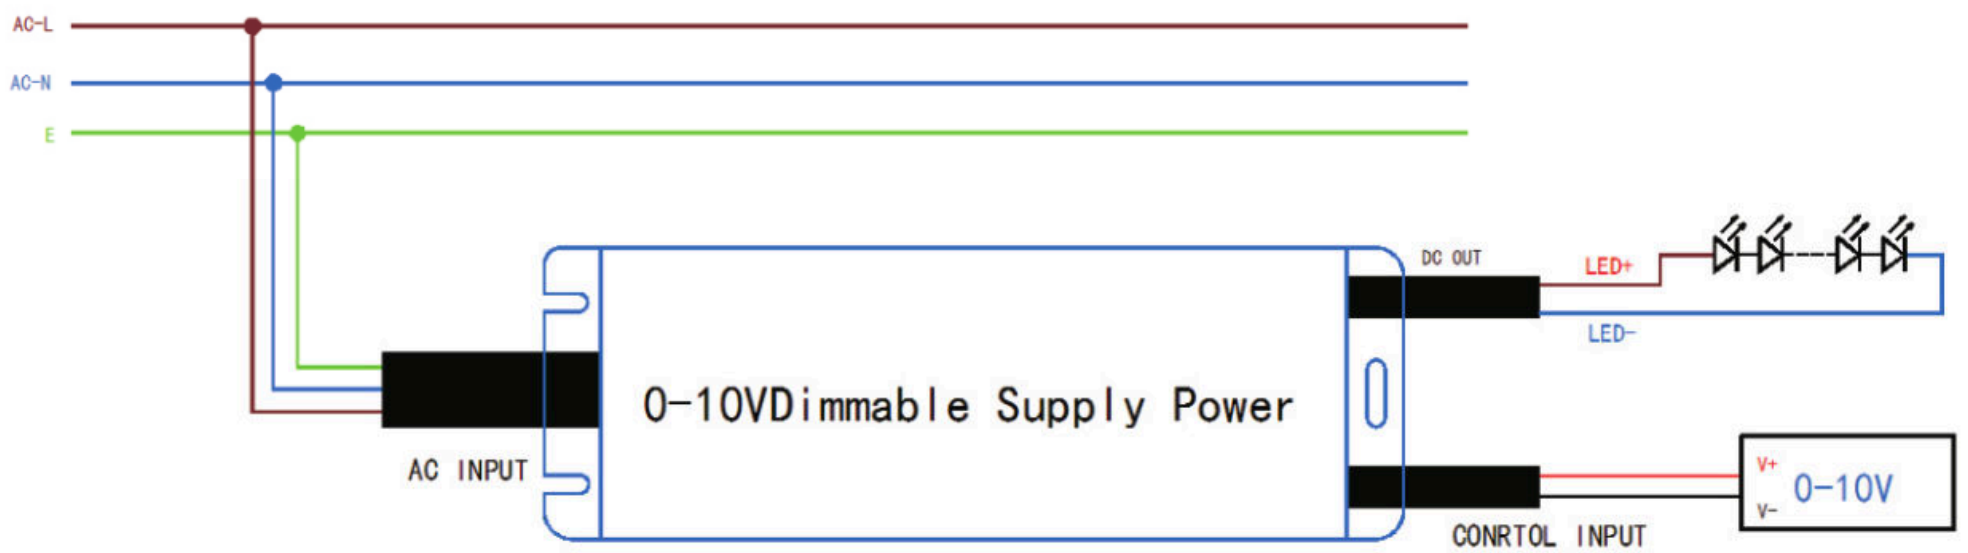 AC-L
AC-N
E
DC OUT
LED+
LED-
0-10VDimmable Supply Power
AC INPUT
V+
0-10V
V-
CONRTOL INPUT